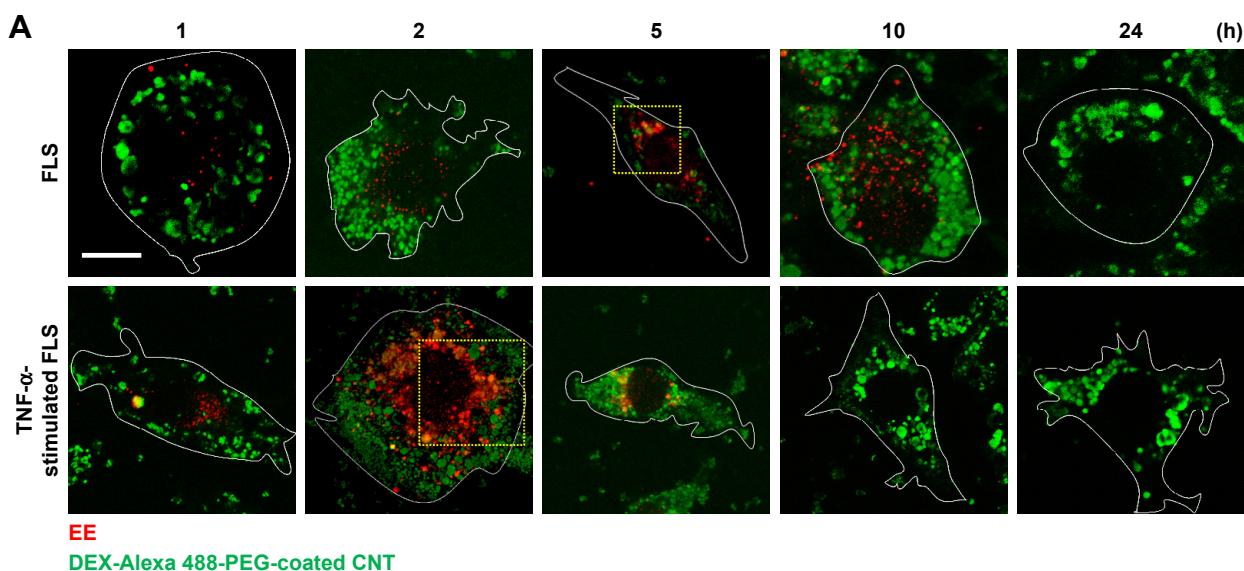 A
1 2 5 10 24 (h)
FLS
TNF-α-
stimulated FLS
EE
DEX-Alexa 488-PEG-coated CNT